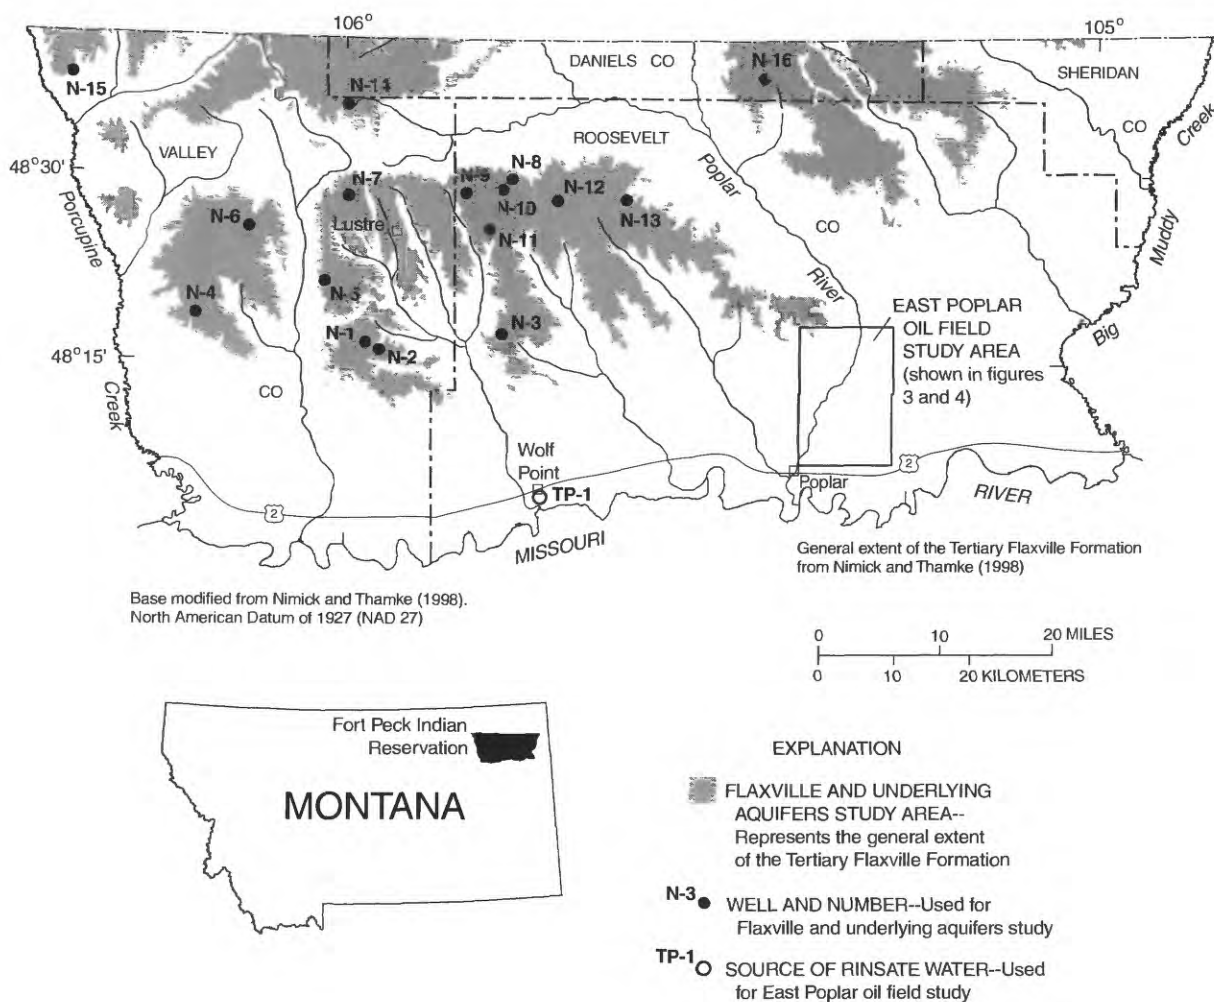 106°
105°
N-15
N-14
DANIELS CO
N-16
SHERIDAN
CO
Creek
VALLEY
ROOSEVELT
48°30'
Porcupine
N-7
N-9
N-8
N-12
Poplar
N-6
Lustre
N-10
N-13
N-11
CO
Muddy
N-4
N-5
River
EAST POPLAR
OIL FIELD
STUDY AREA
(shown in figures
3 and 4)
N-1
N-3
Big
48°15'
N-2
CO
Creek
Wolf
Point
TP-1
2
2
Poplar
RIVER
MISSOURI
General extent of the Tertiary Flaxville Formation
from Nimick and Thamke (1998)
Base modified from Nimick and Thamke (1998).
North American Datum of 1927 (NAD 27)
0 10 20 MILES
0 10 20 KILOMETERS
Fort Peck Indian
Reservation
MONTANA
EXPLANATION
FLAXVILLE AND UNDERLYING
AQUIFERS STUDY AREA--
Represents the general extent
of the Tertiary Flaxville Formation
N-3
WELL AND NUMBER--Used for
Flaxville and underlying aquifers study
TP-1
SOURCE OF RINSATE WATER--Used
for East Poplar oil field study